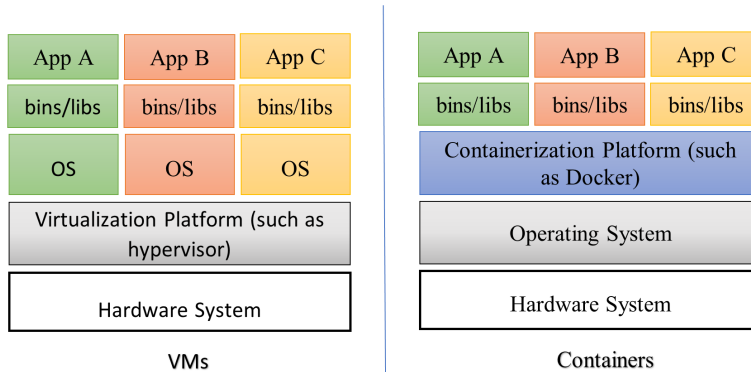 App A
App B
App C
bins/libs
bins/libs
bins/libs
OS
OS
OS
Virtualization Platform (such as
hypervisor)
Hardware System
VMs
App A
App B
App C
bins/libs
bins/libs
bins/libs
Containerization Platform (such
as Docker)
Operating System
Hardware System
Containers